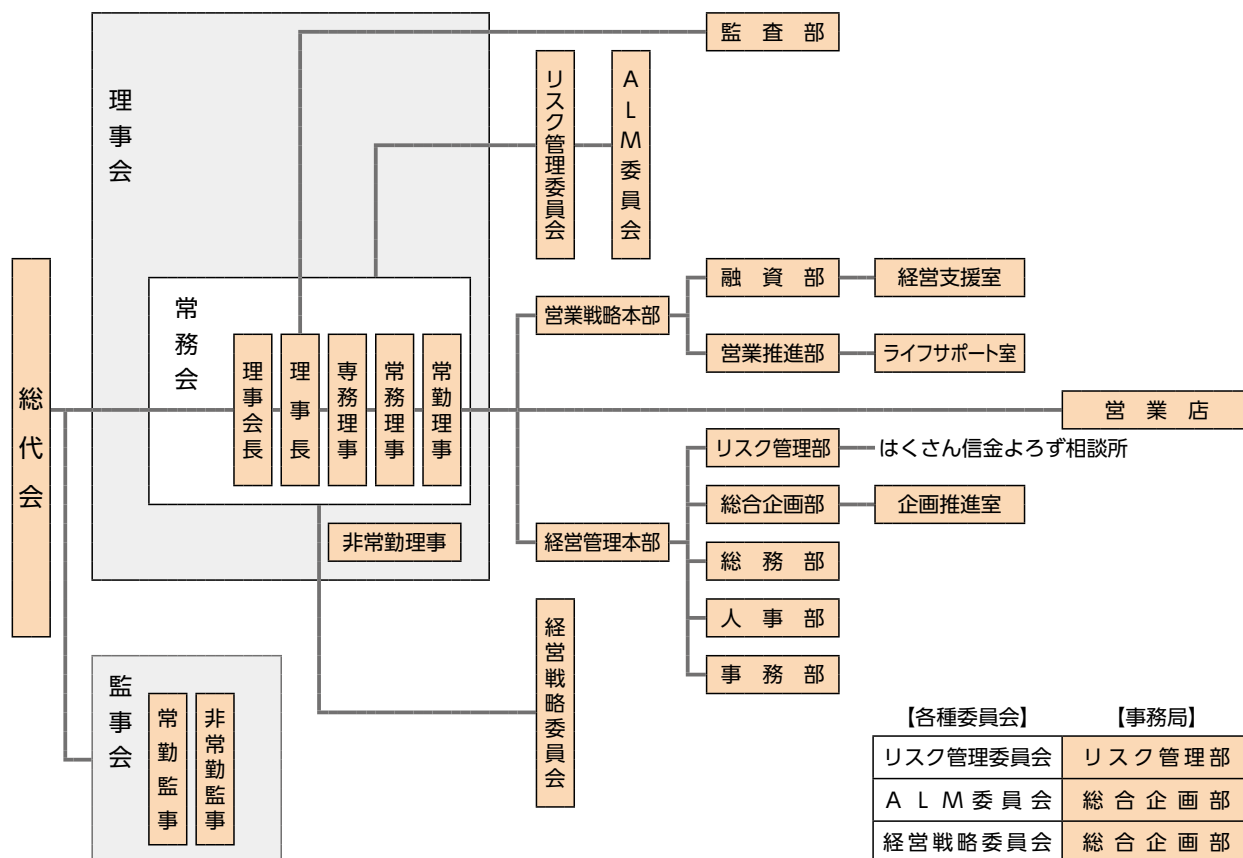 監査部
理事会
リスク管理委員会
ALM委員会
総代会
常務会
理事会長
理事長
専務理事
常務理事
常勤理事
非常勤理事
営業戦略本部
融資部
経営支援室
営業推進部
ライフサポート室
営業店
経営管理本部
リスク管理部
はくさん信金よろず相談所
総合企画部
企画推進室
総務部
人事部
事務部
経営戦略委員会
監事会
常勤監事
非常勤監事
【各種委員会】 【事務局】
リスク管理委員会 リスク管理部
ALM委員会 総合企画部
経営戦略委員会 総合企画部